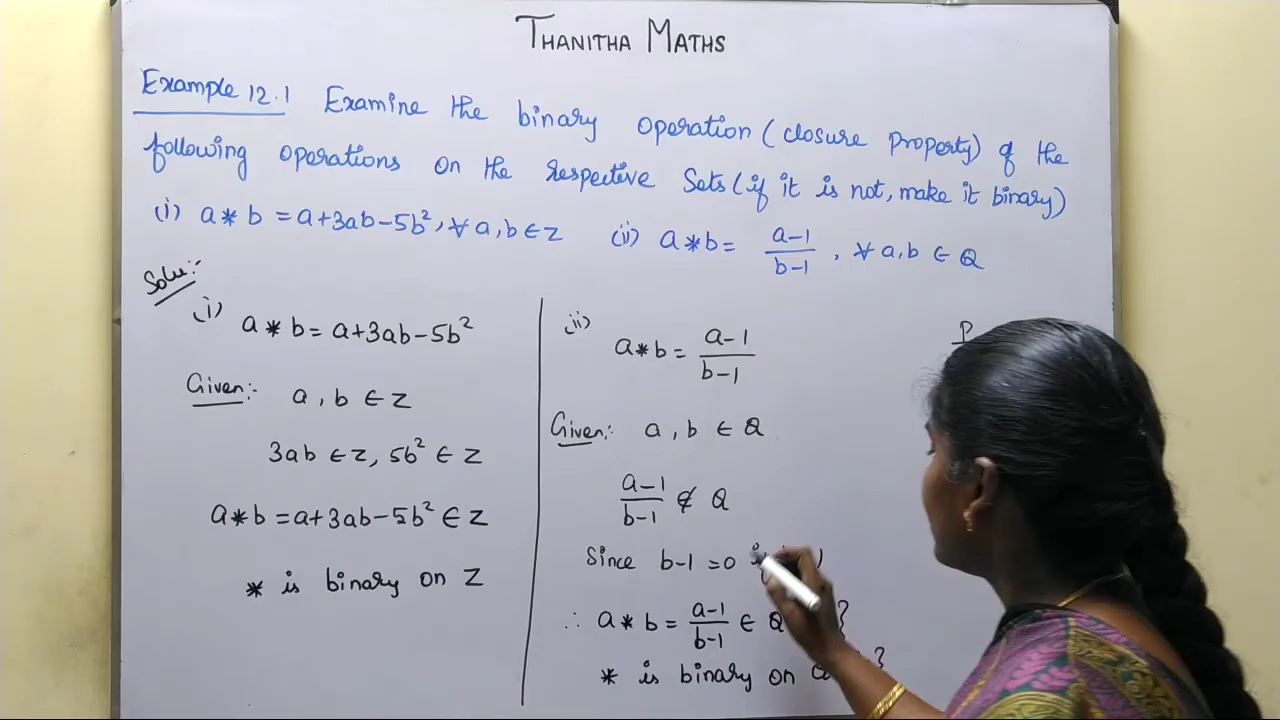 THANITHA MATHS
Example 12.1 Examine the binary operation (closure property) of the
following operations on the respective sets (if it is not, make it binary)
(i) a * b = a+3ab-5b², ∀ a,b ∈ Z (ii) a * b = a-1/b-1, ∀ a,b ∈ Q
Solu:-
(i) a * b = a+3ab-5b²
Given:- a, b ∈ Z
3ab ∈ Z, 5b² ∈ Z
a * b = a+3ab-5b² ∈ Z
* is binary on Z
(ii)
a * b = a-1/b-1
Given:- a, b ∈ Q
a-1/b-1 ∉ Q
Since b-1 = 0
∴ a * b = a-1/b-1 ∈ Q }
* is binary on Q }
P